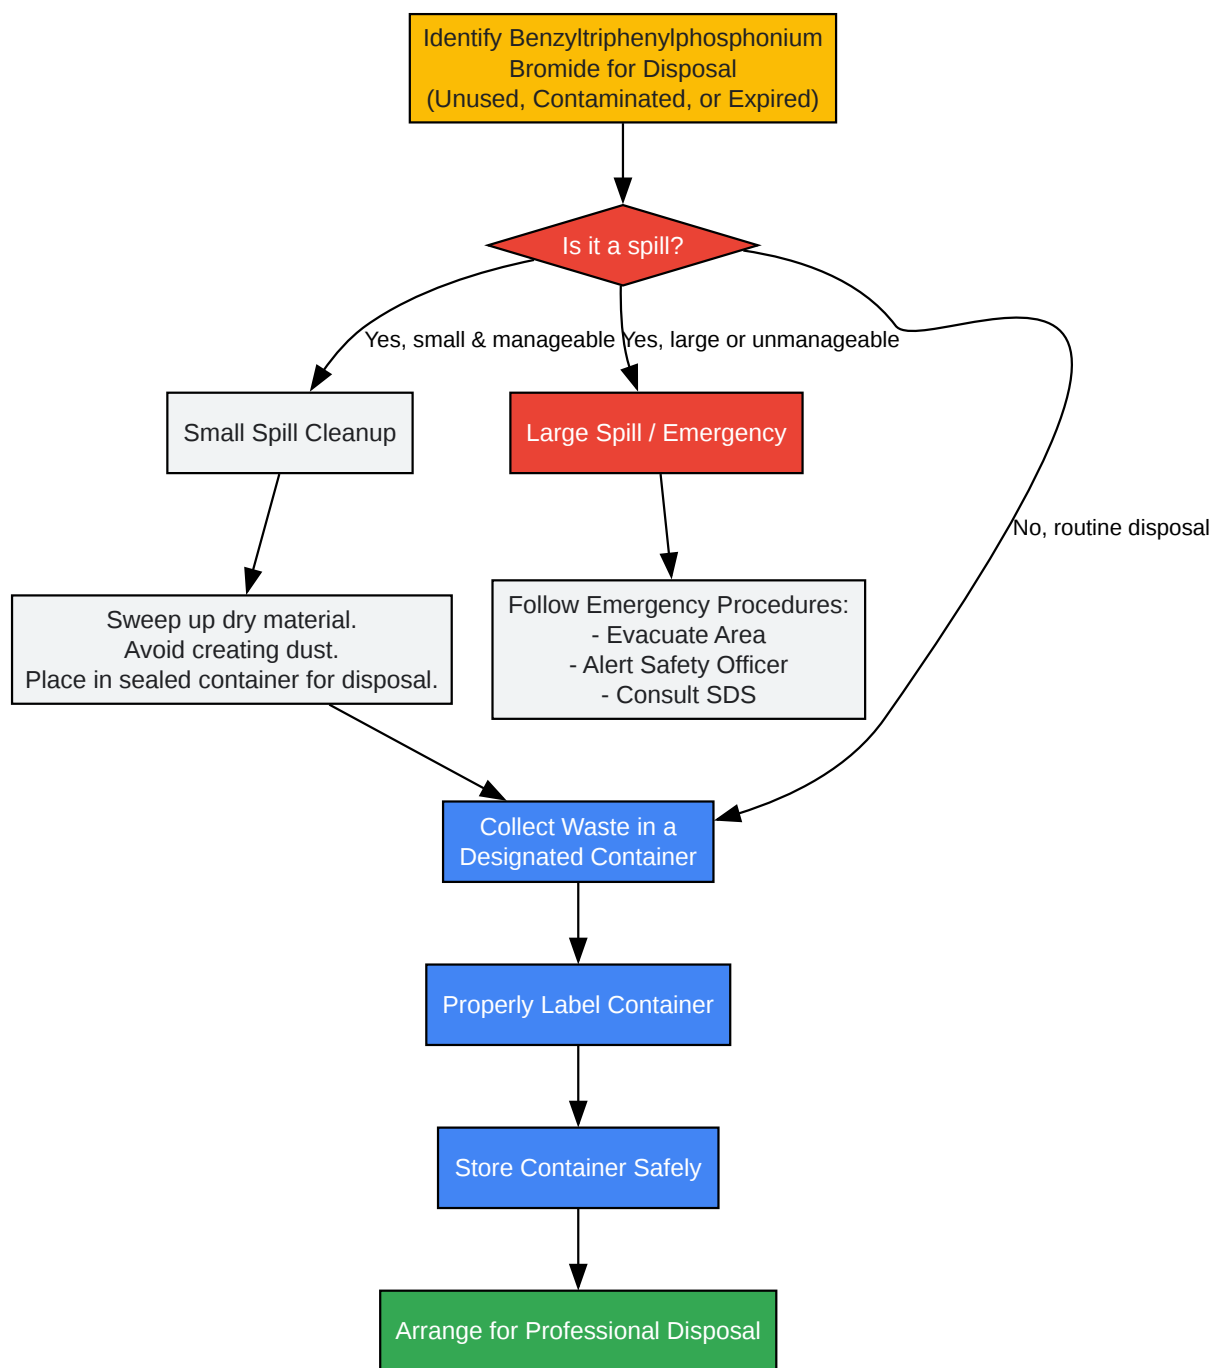 Identify Benzyltriphenylphosphonium
Bromide for Disposal
(Unused, Contaminated, or Expired)
Is it a spill?
Yes, small & manageable
Yes, large or unmanageable
Small Spill Cleanup
Large Spill / Emergency
No, routine disposal
Sweep up dry material.
Avoid creating dust.
Place in sealed container for disposal.
Follow Emergency Procedures:
- Evacuate Area
- Alert Safety Officer
- Consult SDS
Collect Waste in a
Designated Container
Properly Label Container
Store Container Safely
Arrange for Professional Disposal